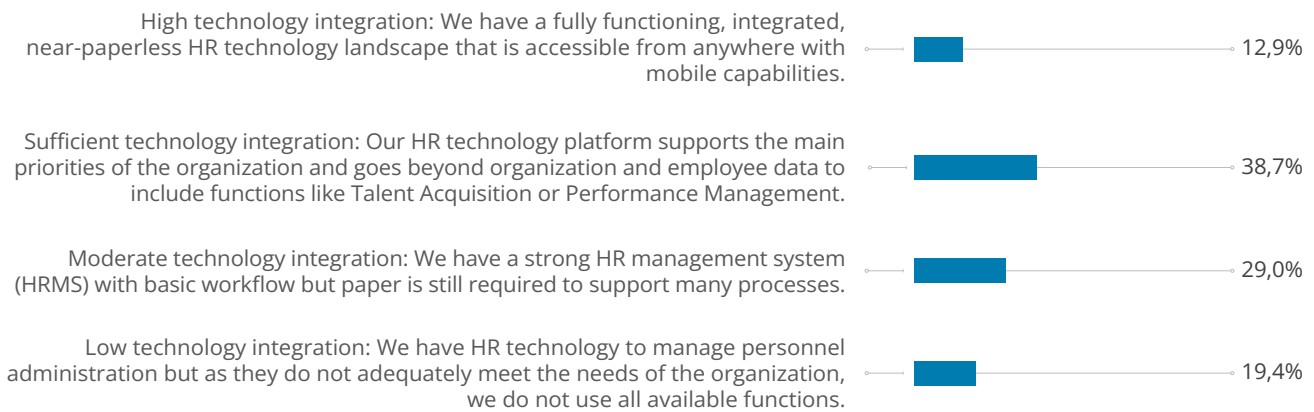 High technology integration: We have a fully functioning, integrated,
near-paperless HR technology landscape that is accessible from anywhere with
mobile capabilities.
12,9%
Sufficient technology integration: Our HR technology platform supports the main
priorities of the organization and goes beyond organization and employee data to
include functions like Talent Acquisition or Performance Management.
38,7%
Moderate technology integration: We have a strong HR management system
(HRMS) with basic workflow but paper is still required to support many processes.
29,0%
Low technology integration: We have HR technology to manage personnel
administration but as they do not adequately meet the needs of the organization,
we do not use all available functions.
19,4%